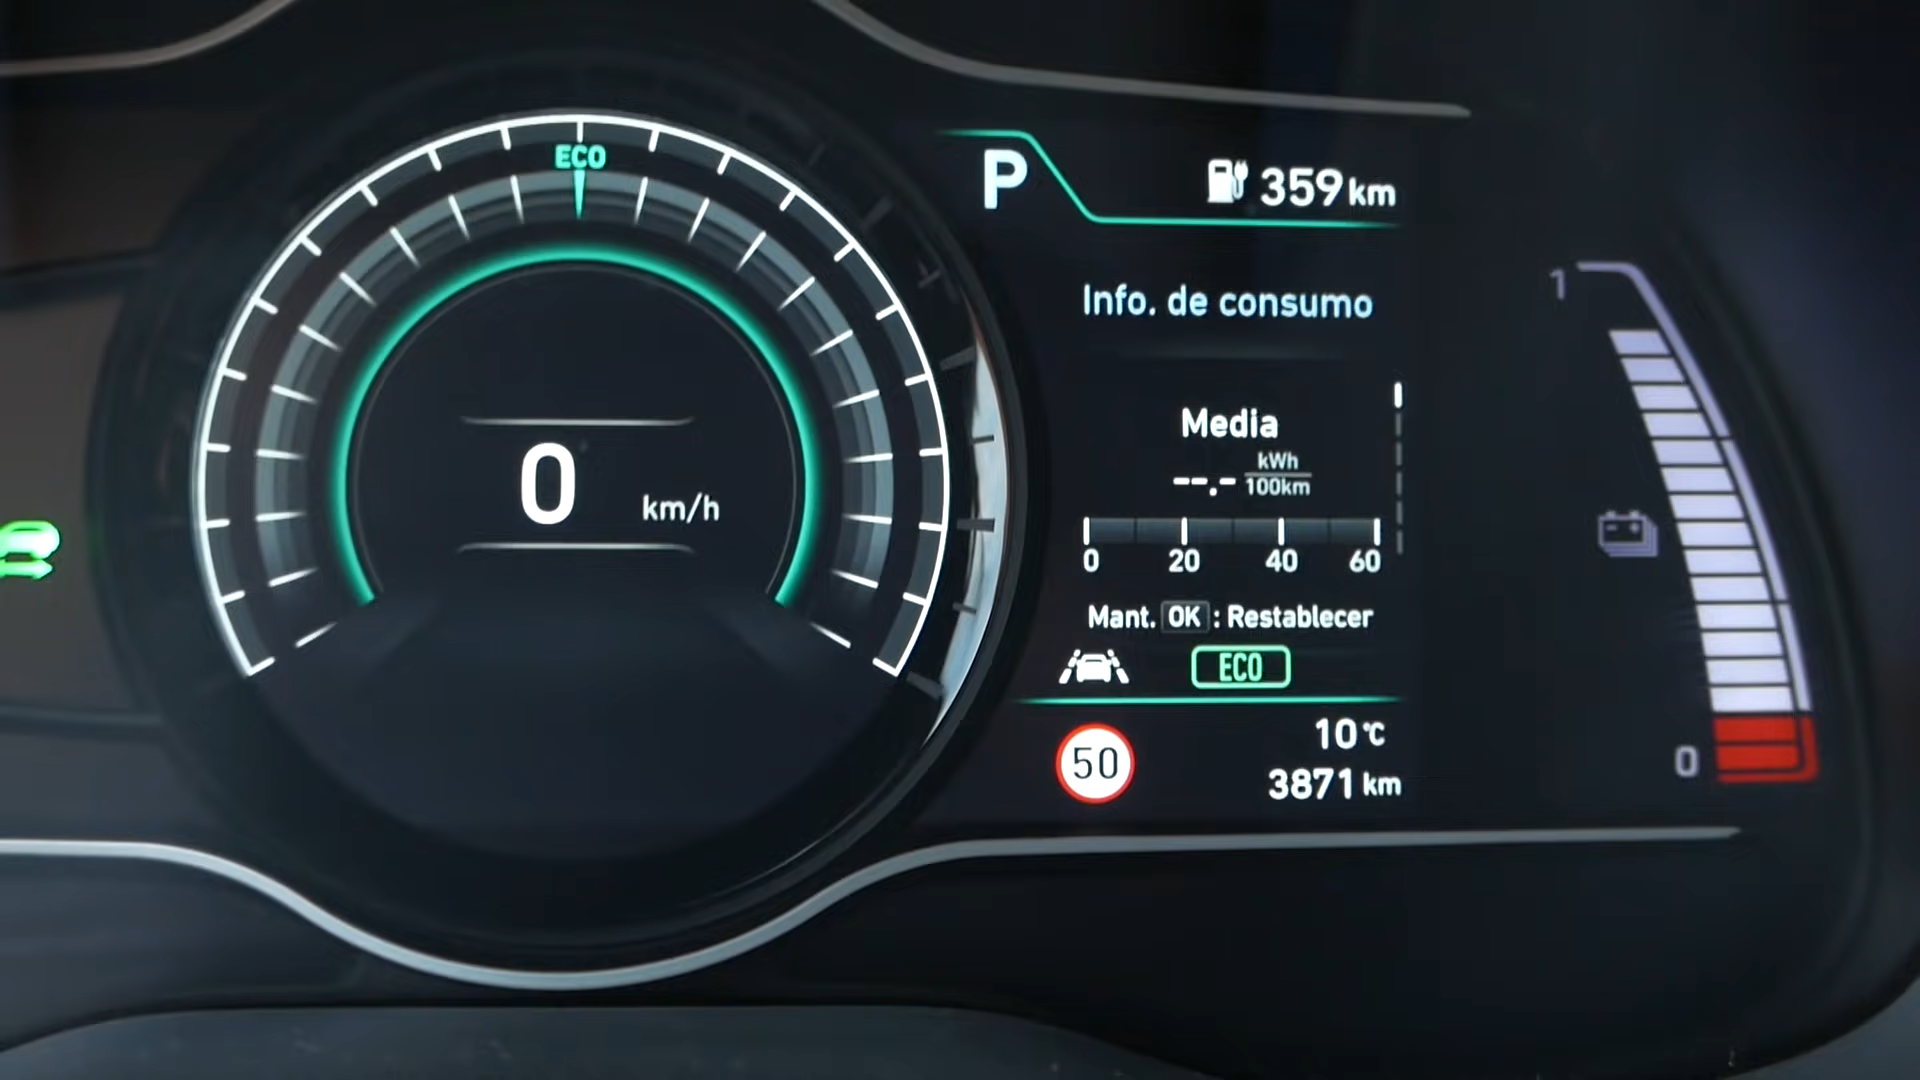 ECO
0 km/h
P 359 km
Info. de consumo
Media
--.- kWh
100km
0 20 40 60
Mant. OK : Restablecer
ECO
50
10 °C
3871 km
1
0